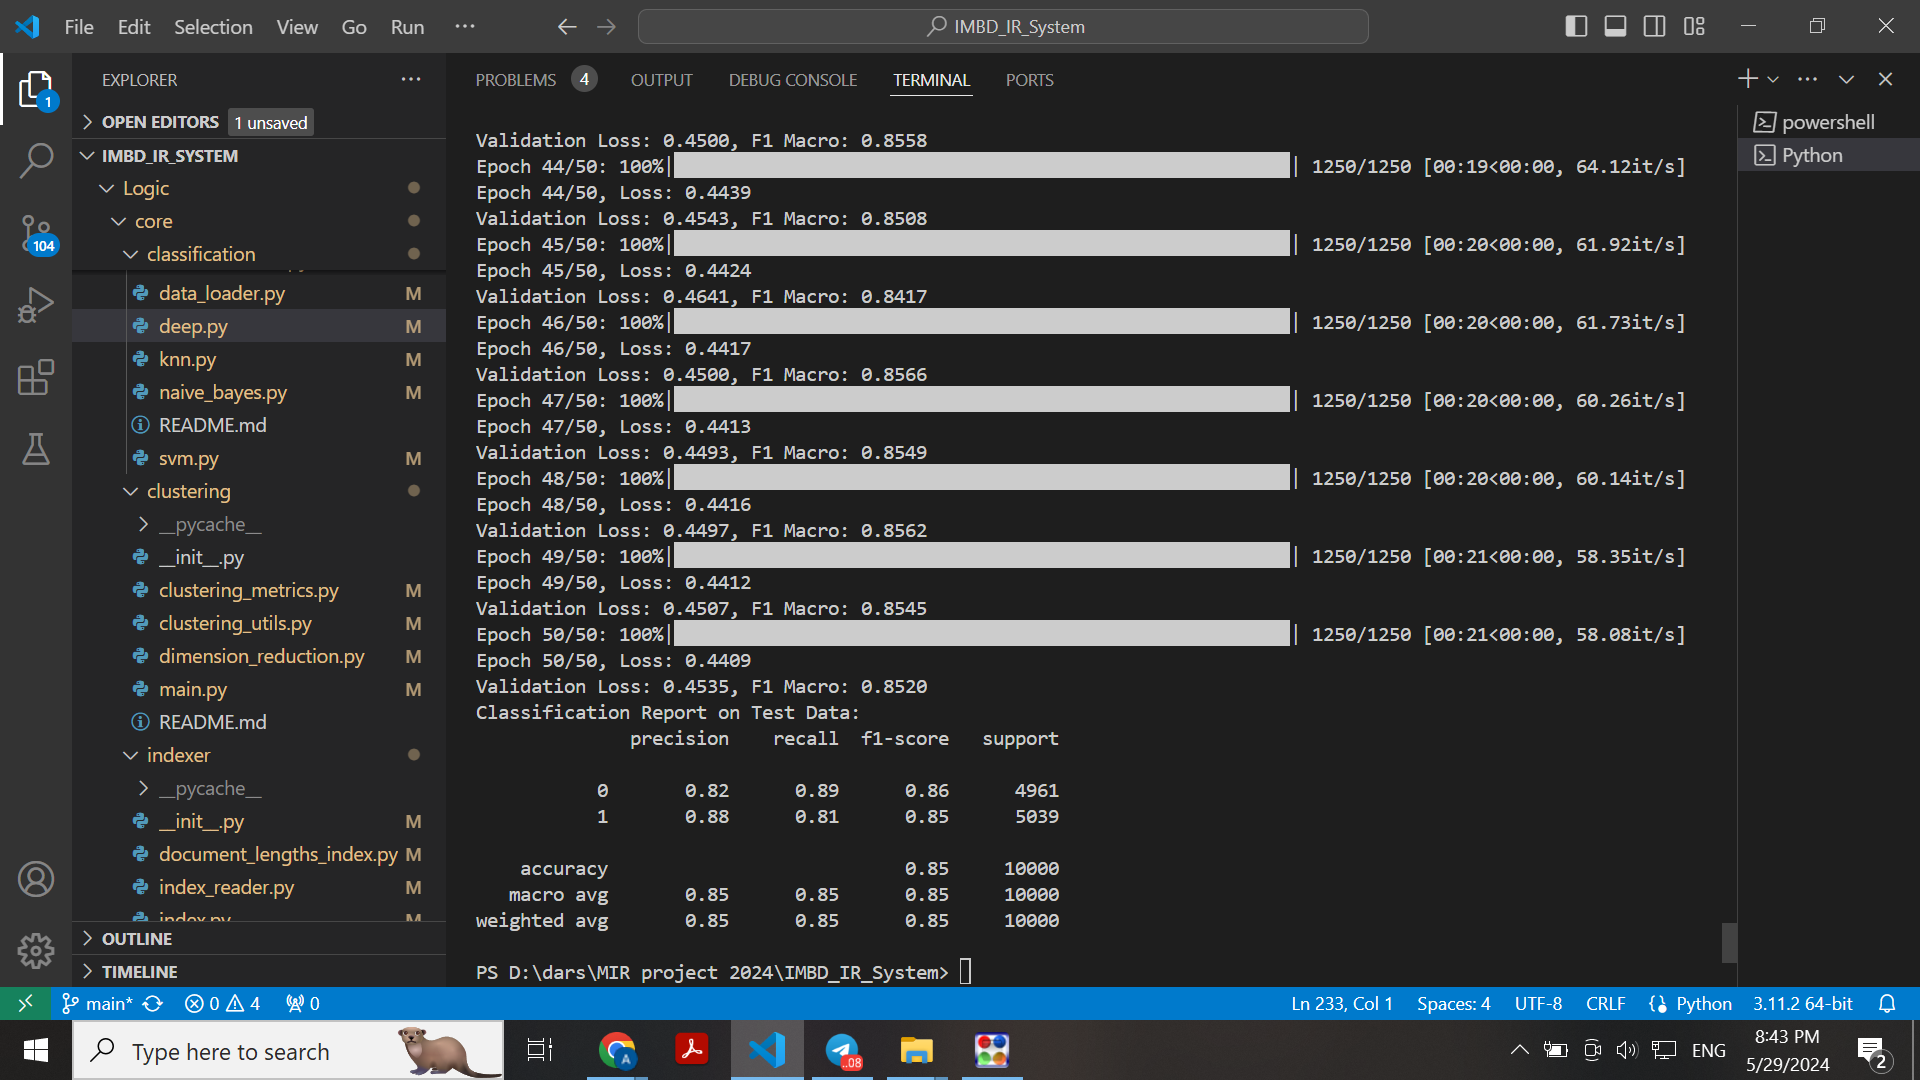 File Edit Selection View Go Run ···
IMBD_IR_System
EXPLORER ···
OPEN EDITORS 1 unsaved
IMBD_IR_SYSTEM
Logic
core
classification
data_loader.py M
deep.py M
knn.py M
naive_bayes.py M
README.md
svm.py M
clustering
__pycache__
__init__.py
clustering_metrics.py M
clustering_utils.py M
dimension_reduction.py M
main.py M
README.md
indexer
__pycache__
__init__.py M
document_lengths_index.py M
index_reader.py M
index.py M
OUTLINE
TIMELINE
1
104
PROBLEMS 4 OUTPUT DEBUG CONSOLE TERMINAL PORTS
powershell
Python
Validation Loss: 0.4500, F1 Macro: 0.8558
Epoch 44/50: 100%| | 1250/1250 [00:19<00:00, 64.12it/s]
Epoch 44/50, Loss: 0.4439
Validation Loss: 0.4543, F1 Macro: 0.8508
Epoch 45/50: 100%| | 1250/1250 [00:20<00:00, 61.92it/s]
Epoch 45/50, Loss: 0.4424
Validation Loss: 0.4641, F1 Macro: 0.8417
Epoch 46/50: 100%| | 1250/1250 [00:20<00:00, 61.73it/s]
Epoch 46/50, Loss: 0.4417
Validation Loss: 0.4500, F1 Macro: 0.8566
Epoch 47/50: 100%| | 1250/1250 [00:20<00:00, 60.26it/s]
Epoch 47/50, Loss: 0.4413
Validation Loss: 0.4493, F1 Macro: 0.8549
Epoch 48/50: 100%| | 1250/1250 [00:20<00:00, 60.14it/s]
Epoch 48/50, Loss: 0.4416
Validation Loss: 0.4497, F1 Macro: 0.8562
Epoch 49/50: 100%| | 1250/1250 [00:21<00:00, 58.35it/s]
Epoch 49/50, Loss: 0.4412
Validation Loss: 0.4507, F1 Macro: 0.8545
Epoch 50/50: 100%| | 1250/1250 [00:21<00:00, 58.08it/s]
Epoch 50/50, Loss: 0.4409
Validation Loss: 0.4535, F1 Macro: 0.8520
Classification Report on Test Data:
precision recall f1-score support
0 0.82 0.89 0.86 4961
1 0.88 0.81 0.85 5039
accuracy 0.85 10000
macro avg 0.85 0.85 0.85 10000
weighted avg 0.85 0.85 0.85 10000
PS D:\dars\MIR project 2024\IMBD_IR_System>
main* 0 4 0 Ln 233, Col 1 Spaces: 4 UTF-8 CRLF Python 3.11.2 64-bit
Type here to search
A
..08
ENG
8:43 PM
5/29/2024
2